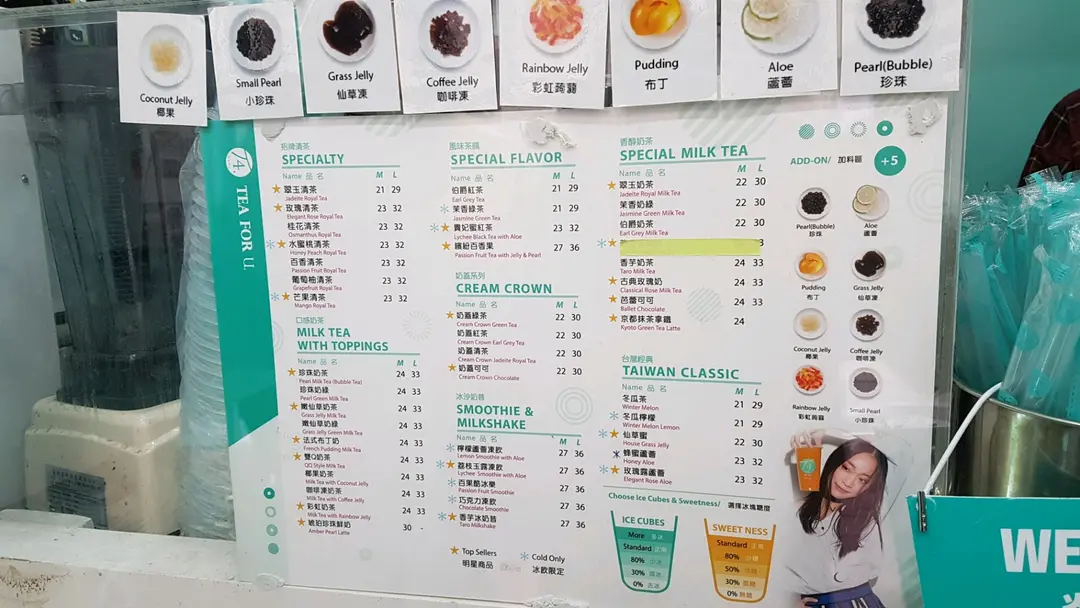 Coconut Jelly
椰果
Small Pearl
小珍珠
Grass Jelly
仙草凍
Coffee Jelly
咖啡凍
Rainbow Jelly
彩虹蒟蒻
Pudding
布丁
Aloe
蘆薈
Pearl(Bubble)
珍珠
T4.
TEA FOR U.
招牌清茶
SPECIALTY
Name 品 名 M L
翠玉清茶 21 29
Jadeite Royal Tea
玫瑰清茶 23 32
Elegant Rose Royal Tea
桂花清茶 23 32
Osmanthus Royal Tea
水蜜桃清茶 23 32
Honey Peach Royal Tea
百香清茶 23 32
Passion Fruit Royal Tea
葡萄柚清茶 23 32
Grapefruit Royal Tea
芒果清茶 23 32
Mango Royal Tea
口感奶茶
MILK TEA
WITH TOPPINGS
Name 品 名 M L
珍珠奶茶 24 33
Pearl Milk Tea (Bubble Tea)
珍珠奶綠 24 33
Pearl Green Milk Tea
嫩仙草奶茶 24 33
Grass Jelly Milk Tea
嫩仙草奶綠 24 33
Grass Jelly Green Milk Tea
法式布丁奶 24 33
French Pudding Milk Tea
雙Q奶茶 24 33
QQ Style Milk Tea
椰果奶茶 24 33
Milk Tea with Coconut Jelly
咖啡凍奶茶 24 33
Milk Tea with Coffee Jelly
彩虹奶茶 24 33
Milk Tea with Rainbow Jelly
琥珀珍珠鮮奶 30 -
Amber Pearl Latte
風味茶韻
SPECIAL FLAVOR
Name 品 名 M L
伯爵紅茶 21 29
Earl Grey Tea
茉香綠茶 21 29
Jasmine Green Tea
貴妃蜜紅茶 23 32
Lychee Black Tea with Aloe
繽紛百香果 27 36
Passion Fruit Tea with Jelly & Pearl
奶蓋系列
CREAM CROWN
Name 品 名 M L
奶蓋綠茶 22 30
Cream Crown Green Tea
奶蓋紅茶 22 30
Cream Crown Earl Grey Tea
奶蓋清茶 22 30
Cream Crown Jadeite Royal Tea
奶蓋可可 22 30
Cream Crown Chocolate
冰沙奶昔
SMOOTHIE &
MILKSHAKE
Name 品 名 M L
檸檬蘆薈凍飲 27 36
Lemon Smoothie with Aloe
荔枝玉露凍飲 27 36
Lychee Smoothie with Aloe
百果酷冰樂 27 36
Passion Fruit Smoothie
巧克力凍飲 27 36
Chocolate Smoothie
香芋冰奶昔 27 36
Taro Milkshake
Top Sellers
明星商品
Cold Only
冰飲限定
香醇奶茶
SPECIAL MILK TEA
Name 品 名 M L
翠玉奶茶 22 30
Jadeite Royal Milk Tea
茉香奶綠 22 30
Jasmine Green Milk Tea
伯爵奶茶 22 30
Earl Grey Milk Tea
3
香芋奶茶 24 33
Taro Milk Tea
古典玫瑰奶 24 33
Classical Rose Milk Tea
芭蕾可可 24 33
Ballet Chocolate
京都抹茶拿鐵 24
Kyoto Green Tea Latte
台灣經典
TAIWAN CLASSIC
Name 品 名 M L
冬瓜茶 21 29
Winter Melon
冬瓜檸檬 21 29
Winter Melon Lemon
仙草蜜 22 30
House Grass Jelly
蜂蜜蘆薈 23 32
Honey Aloe
玫瑰露蘆薈 23 32
Elegant Rose Aloe
Choose Ice Cubes & Sweetness/ 選擇冰塊甜度
ICE CUBES
More 多冰
Standard
80%
30%
0% 去冰
SWEET NESS
Standard
80%
50%
30%
0%
ADD-ON/ 加料區 +5
Pearl(Bubble)
珍珠
Aloe
蘆薈
Pudding
布丁
Grass Jelly
仙草凍
Coconut Jelly
椰果
Coffee Jelly
咖啡凍
Rainbow Jelly
彩虹蒟蒻
Small Pearl
小珍珠
WE